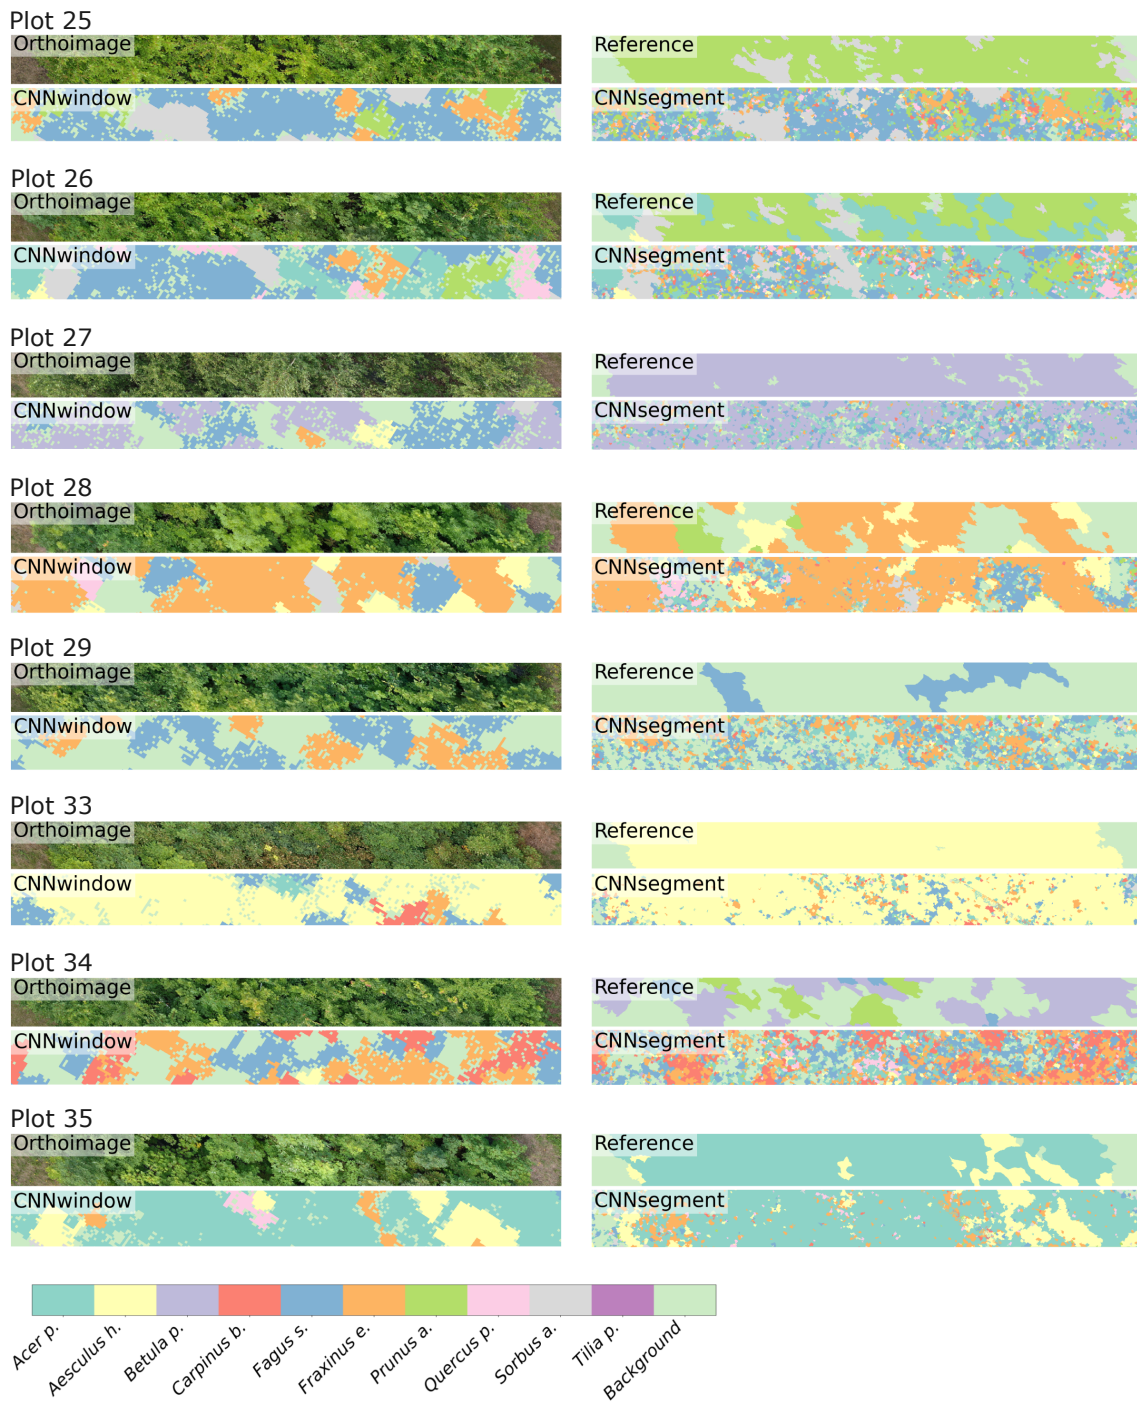 Plot 25
Orthoimage
Reference
CNNwindow
CNNsegment
Plot 26
Orthoimage
Reference
CNNwindow
CNNsegment
Plot 27
Orthoimage
Reference
CNNwindow
CNNsegment
Plot 28
Orthoimage
Reference
CNNwindow
CNNsegment
Plot 29
Orthoimage
Reference
CNNwindow
CNNsegment
Plot 33
Orthoimage
Reference
CNNwindow
CNNsegment
Plot 34
Orthoimage
Reference
CNNwindow
CNNsegment
Plot 35
Orthoimage
Reference
CNNwindow
CNNsegment
Acer p.
Aesculus h.
Betula p.
Carpinus b.
Fagus s.
Fraxinus e.
Prunus a.
Quercus p.
Sorbus a.
Tilia p.
Background